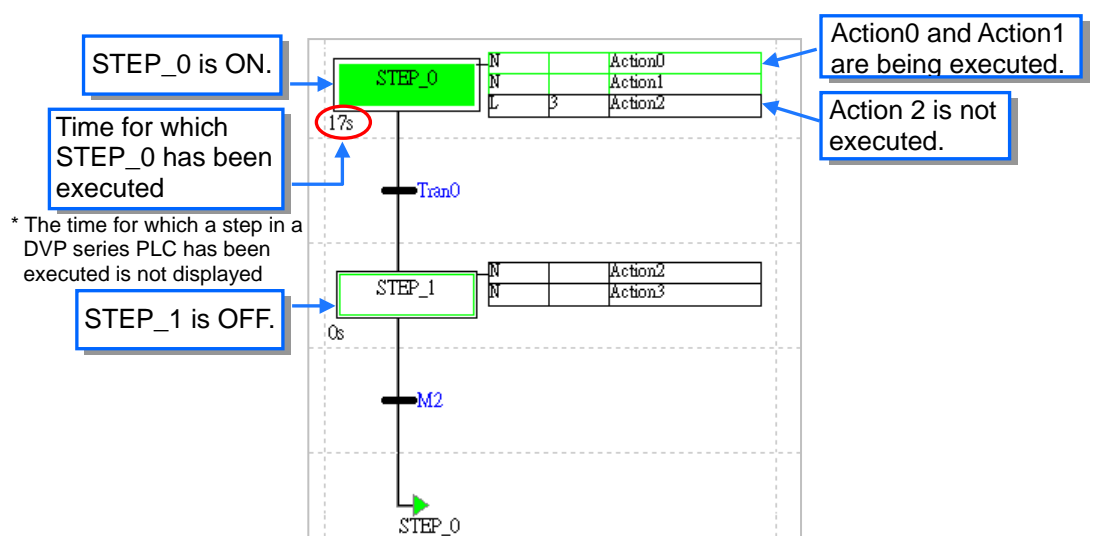 STEP_0 is ON.
Time for which
STEP_0 has been
executed
* The time for which a step in a
DVP series PLC has been
executed is not displayed
STEP_1 is OFF.
STEP_0
17s
N Action0
N Action1
L 3 Action2
Action0 and Action1
are being executed.
Action 2 is not
executed.
Tran0
STEP_1
0s
N Action2
N Action3
M2
STEP_0